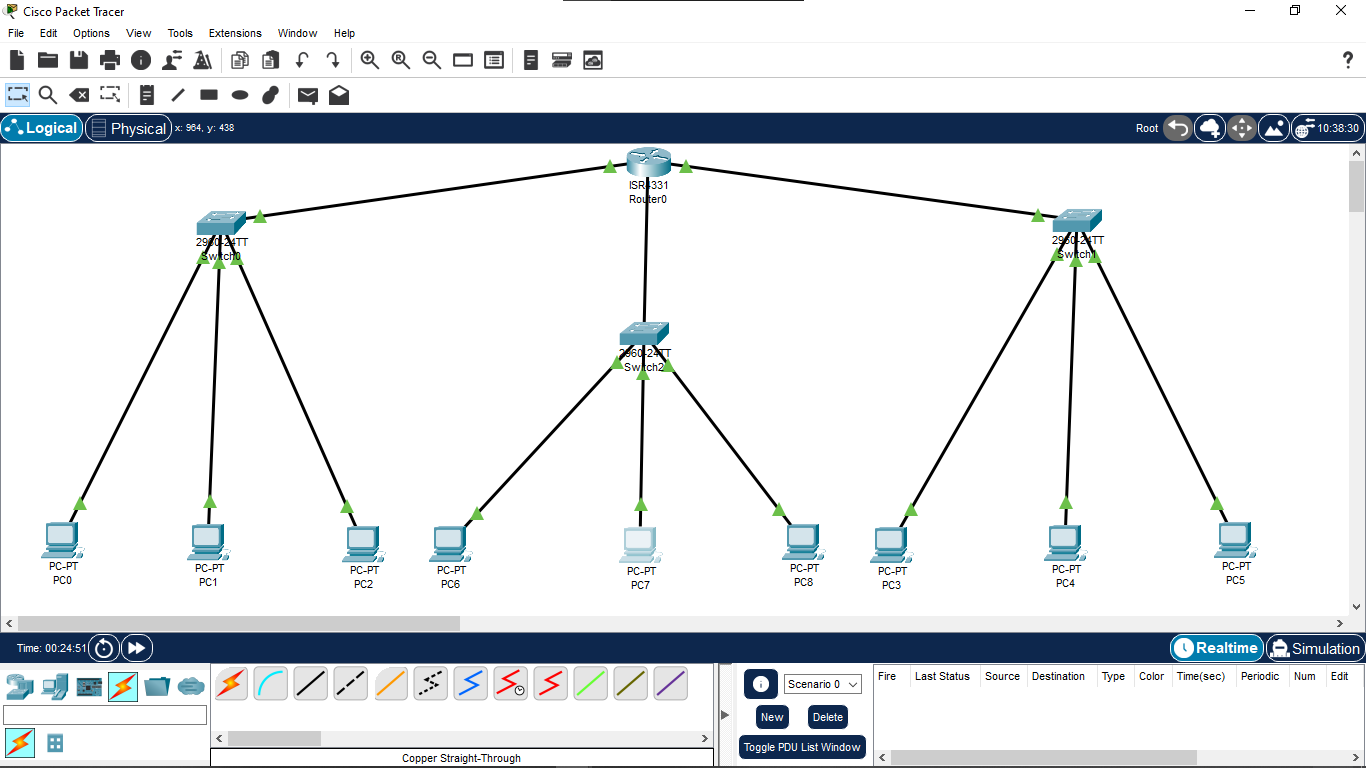 Cisco Packet Tracer
File Edit Options View Tools Extensions Window Help
Logical Physical x: 964, y: 438 Root 10:38:30
ISR4331
Router0
2960-24TT
Switch0
2960-24TT
Switch1
2960-24TT
Switch2
PC-PT
PC0
PC-PT
PC1
PC-PT
PC2
PC-PT
PC6
PC-PT
PC7
PC-PT
PC8
PC-PT
PC3
PC-PT
PC4
PC-PT
PC5
Time: 00:24:51 Realtime Simulation
Scenario 0
New Delete
Toggle PDU List Window
Fire Last Status Source Destination Type Color Time(sec) Periodic Num Edit
Copper Straight-Through